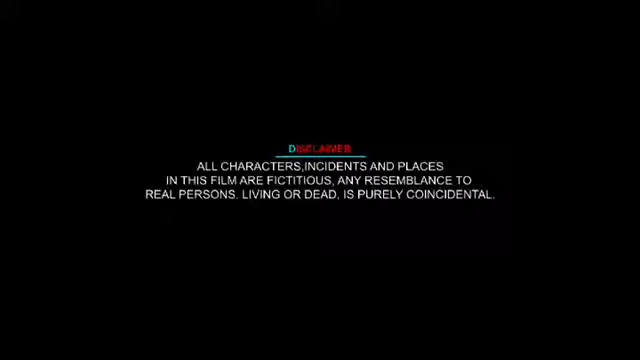 DISCLAIMER
ALL CHARACTERS,INCIDENTS AND PLACES
IN THIS FILM ARE FICTITIOUS, ANY RESEMBLANCE TO
REAL PERSONS. LIVING OR DEAD, IS PURELY COINCIDENTAL.